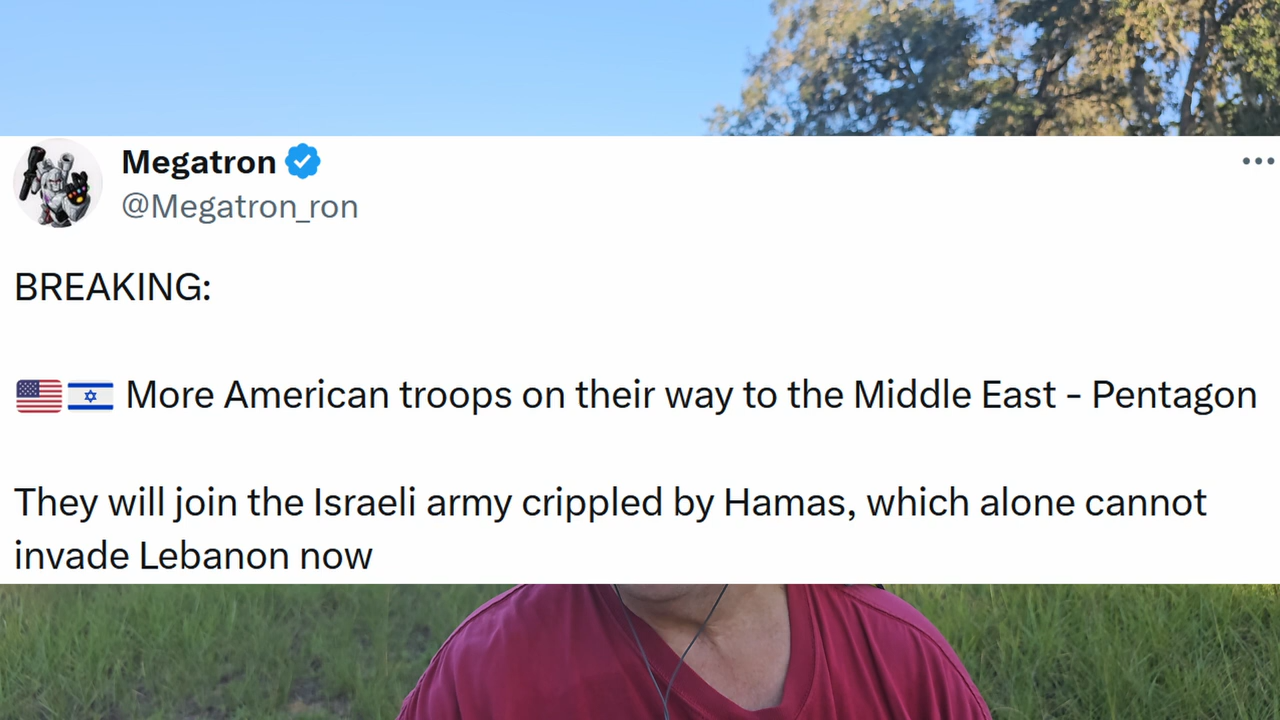 Megatron
@Megatron_ron
BREAKING:
🇺🇸🇮🇱 More American troops on their way to the Middle East - Pentagon
They will join the Israeli army crippled by Hamas, which alone cannot
invade Lebanon now